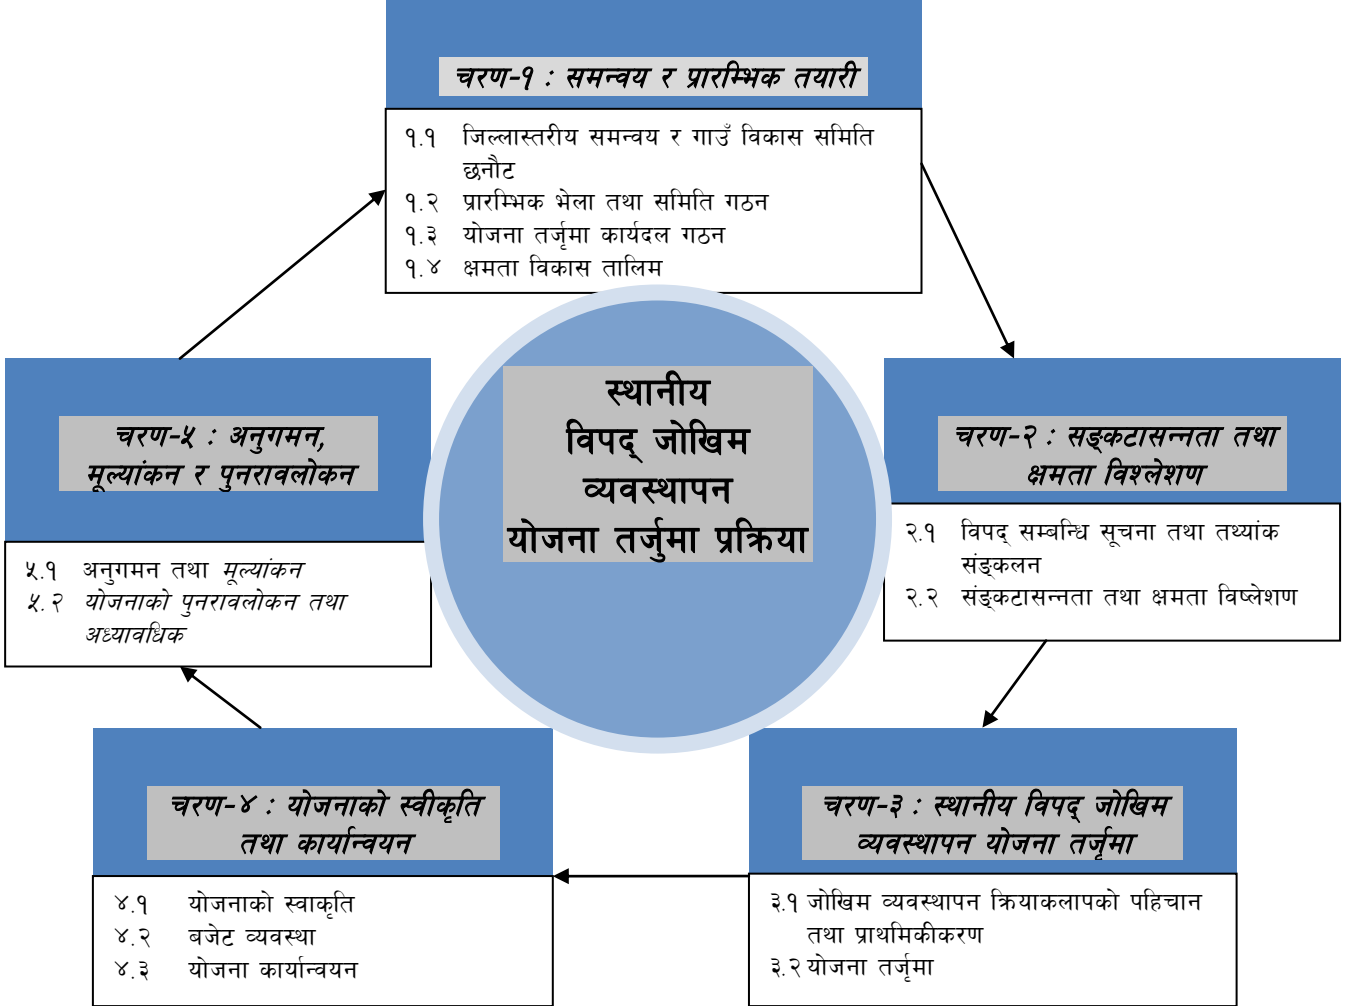 चरण-१ : समन्वय र प्रारम्भिक तयारी
१.१ जिल्लास्तरीय समन्वय र गाउँ विकास समिति
छनौट
१.२ प्रारम्भिक भेला तथा समिति गठन
१.३ योजना तर्जृमा कार्यदल गठन
१.४ क्षमता विकास तालिम
स्थानीय
विपद् जोखिम
व्यवस्थापन
योजना तर्जुमा प्रक्रिया
चरण-२ : सङ्कटासन्नता तथा
क्षमता विश्लेशण
२.१ विपद् सम्बन्धि सूचना तथा तथ्यांक
संङ्कलन
२.२ संङ्कटासन्नता तथा क्षमता विष्लेशण
चरण-३ : स्थानीय विपद् जोखिम
व्यवस्थापन योजना तर्जृमा
३.१ जोखिम व्यवस्थापन क्रियाकलापको पहिचान
तथा प्राथमिकीकरण
३.२ योजना तर्जृमा
चरण-४ : योजनाको स्वीकृति
तथा कार्यान्वयन
४.१ योजनाको स्वाकृति
४.२ बजेट व्यवस्था
४.३ योजना कार्यान्वयन
चरण-५ : अनुगमन,
मूल्यांकन र पुनरावलोकन
५.१ अनुगमन तथा मूल्यांकन
५.२ योजनाको पुनरावलोकन तथा
अध्यावधिक